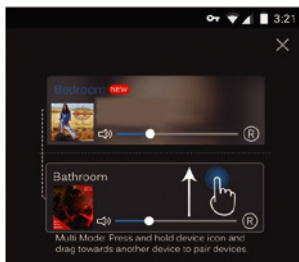 3:21
Bedroom NEW
R
Bathroom
R
Multi Mode: Press and hold device icon and
drag towards another device to pair devices.